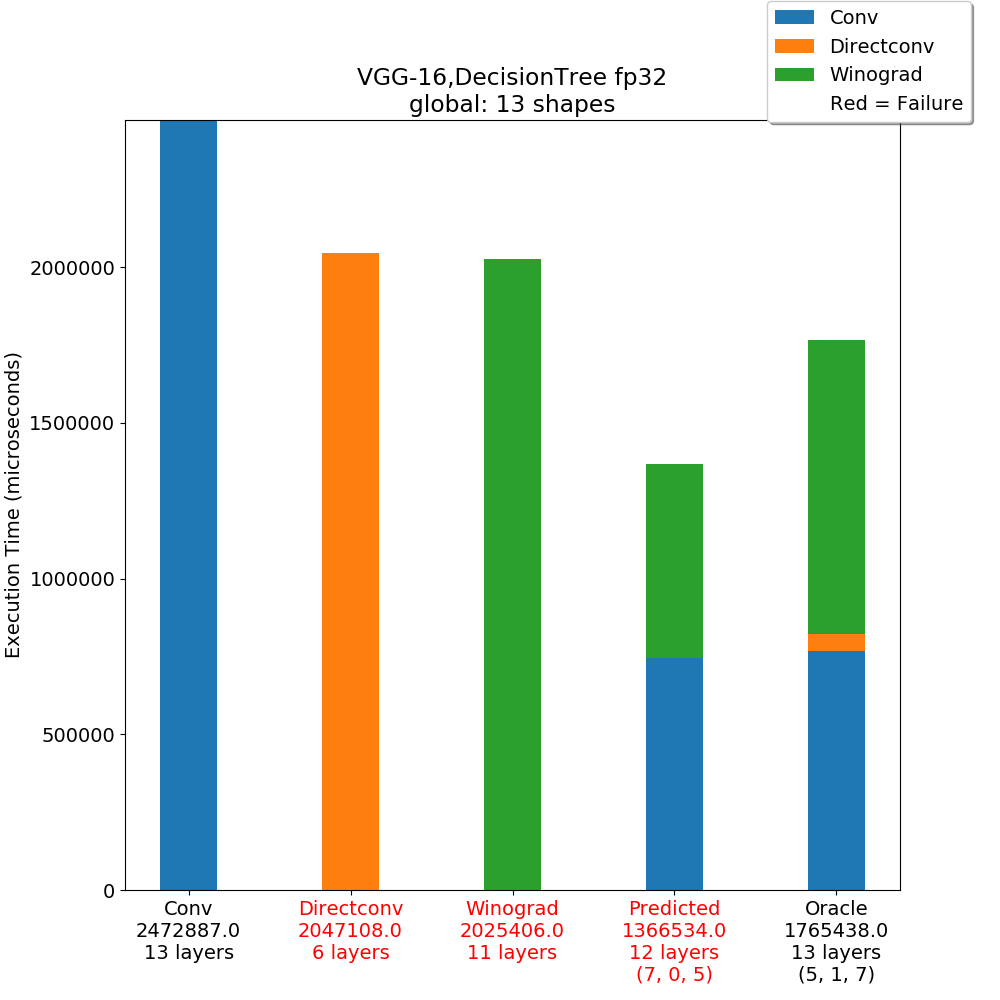 Conv
Directconv
Winograd
Red = Failure
VGG-16,DecisionTree fp32
global: 13 shapes
Execution Time (microseconds)
2000000
1500000
1000000
500000
0
Conv
2472887.0
13 layers
Directconv
2047108.0
6 layers
Winograd
2025406.0
11 layers
Predicted
1366534.0
12 layers
(7, 0, 5)
Oracle
1765438.0
13 layers
(5, 1, 7)